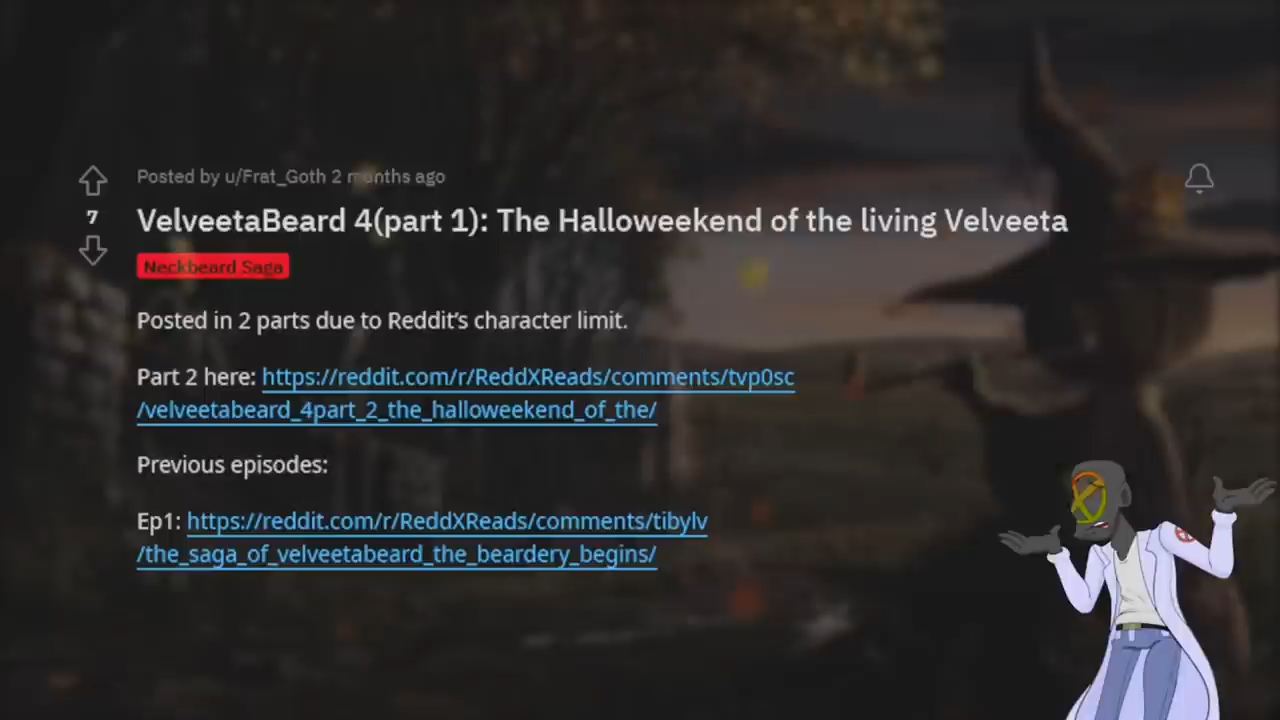 Posted by u/Frat_Goth 2 months ago
7
VelveetaBeard 4(part 1): The Halloweekend of the living Velveeta
Neckbeard Saga
Posted in 2 parts due to Reddit's character limit.
Part 2 here: https://reddit.com/r/ReddXReads/comments/tvp0sc
/velveetabeard_4part_2_the_halloweekend_of_the/
Previous episodes:
Ep1: https://reddit.com/r/ReddXReads/comments/tibylv
/the_saga_of_velveetabeard_the_beardery_begins/